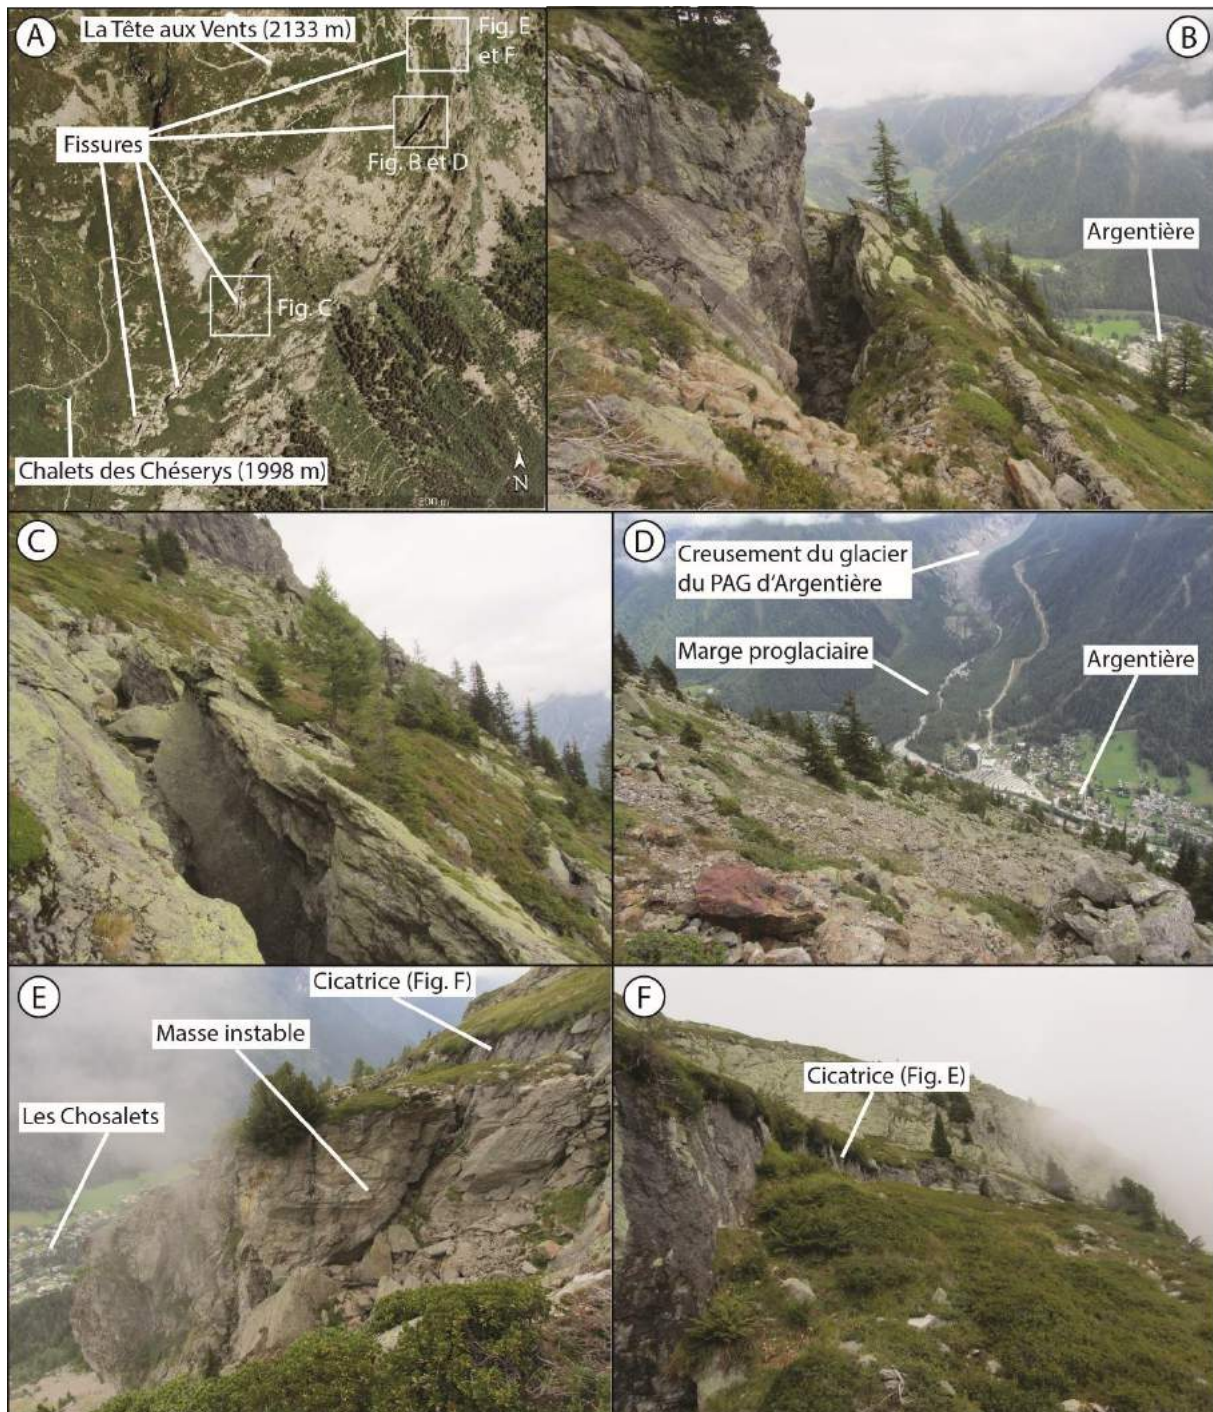 A
La Tête aux Vents (2133 m)
Fig. E
et F
Fissures
Fig. B et D
Fig. C
Chalets des Chéserys (1998 m)
N
200 m
B
Argentière
C
D
Creusement du glacier
du PAG d'Argentière
Marge proglaciaire
Argentière
E
Cicatrice (Fig. F)
Masse instable
Les Chosalets
F
Cicatrice (Fig. E)